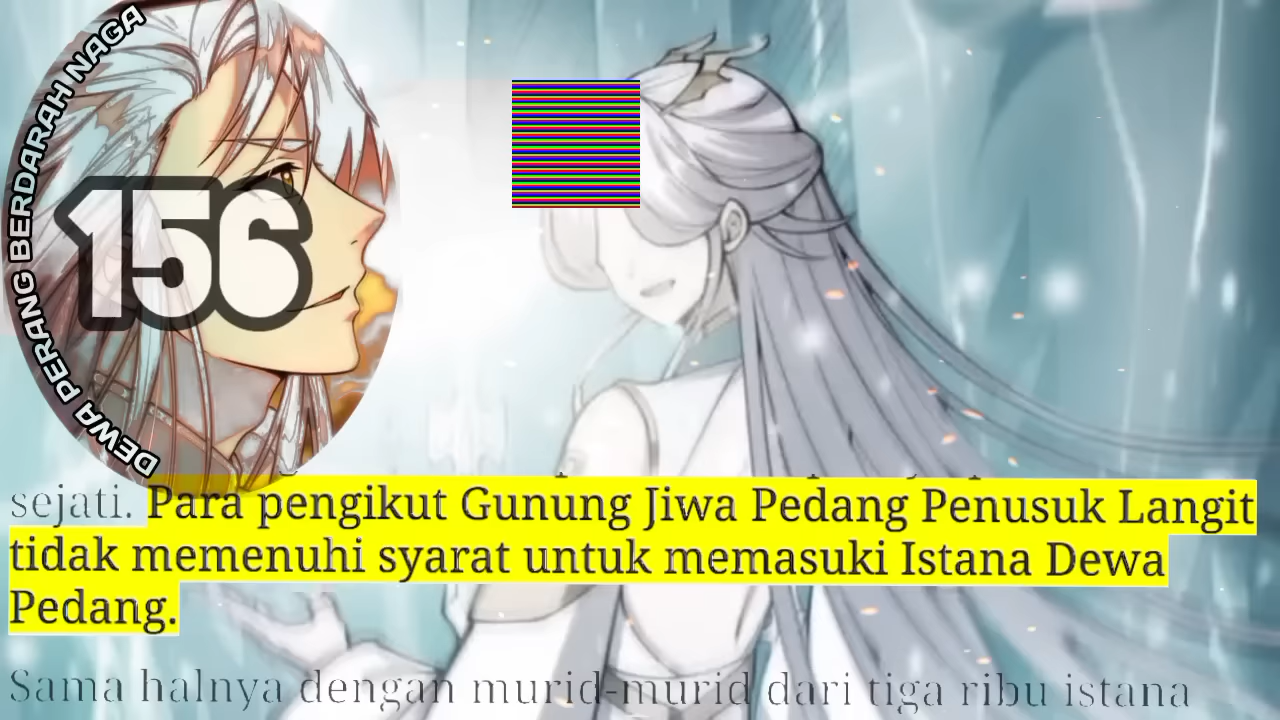 DEWA PERANG BERDARAH NAGA
156
sejati. Para pengikut Gunung Jiwa Pedang Penusuk Langit
tidak memenuhi syarat untuk memasuki Istana Dewa
Pedang.
Sama halnya dengan murid-murid dari tiga ribu istana